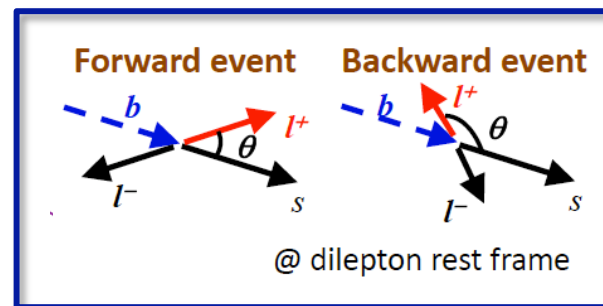 Forward event
Backward event
b
l+
θ
l−
s
b
l+
θ
l−
s
@ dilepton rest frame